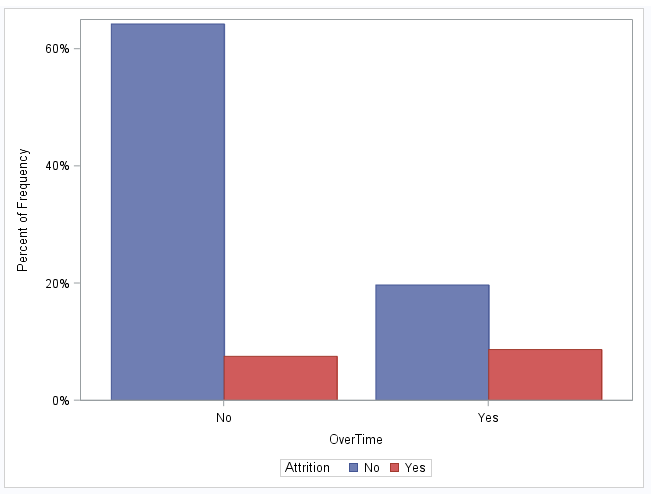 60%
40%
20%
0%
Percent of Frequency
No
Yes
OverTime
Attrition No Yes